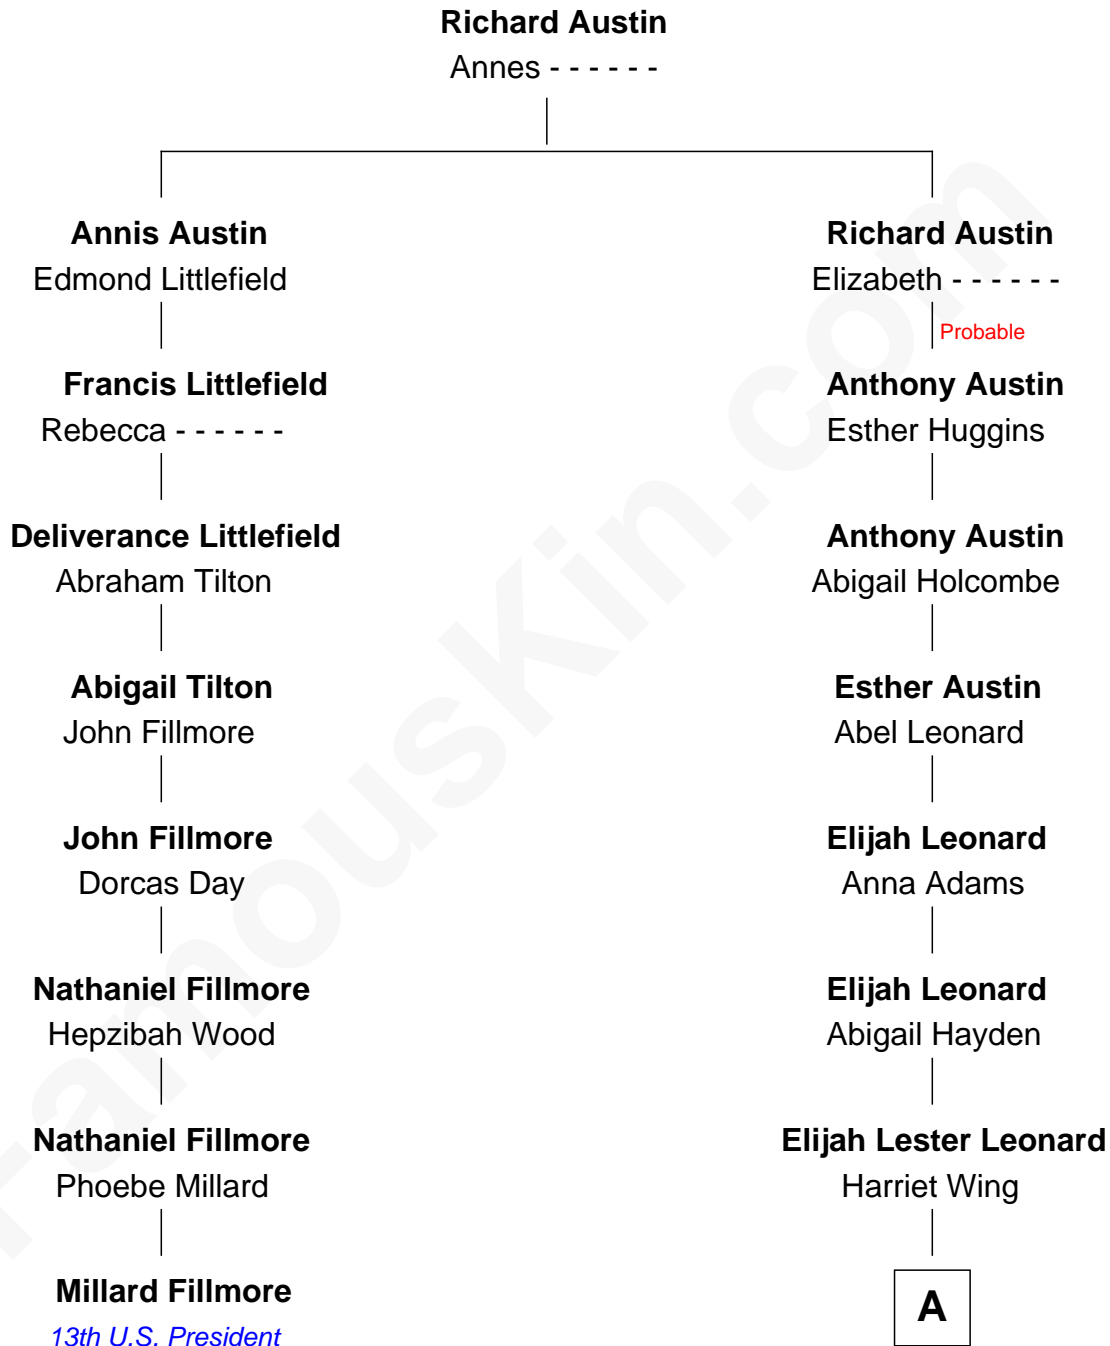 Richard Austin
Annes - - - - - -
Annis Austin
Edmond Littlefield
Richard Austin
Elizabeth - - - - - -
Probable
Francis Littlefield
Rebecca - - - - - -
Anthony Austin
Esther Huggins
Deliverance Littlefield
Abraham Tilton
Anthony Austin
Abigail Holcombe
Abigail Tilton
John Fillmore
Esther Austin
Abel Leonard
John Fillmore
Dorcas Day
Elijah Leonard
Anna Adams
Nathaniel Fillmore
Hepzibah Wood
Elijah Leonard
Abigail Hayden
Nathaniel Fillmore
Phoebe Millard
Elijah Lester Leonard
Harriet Wing
Millard Fillmore
13th U.S. President
A
FamousKin.com